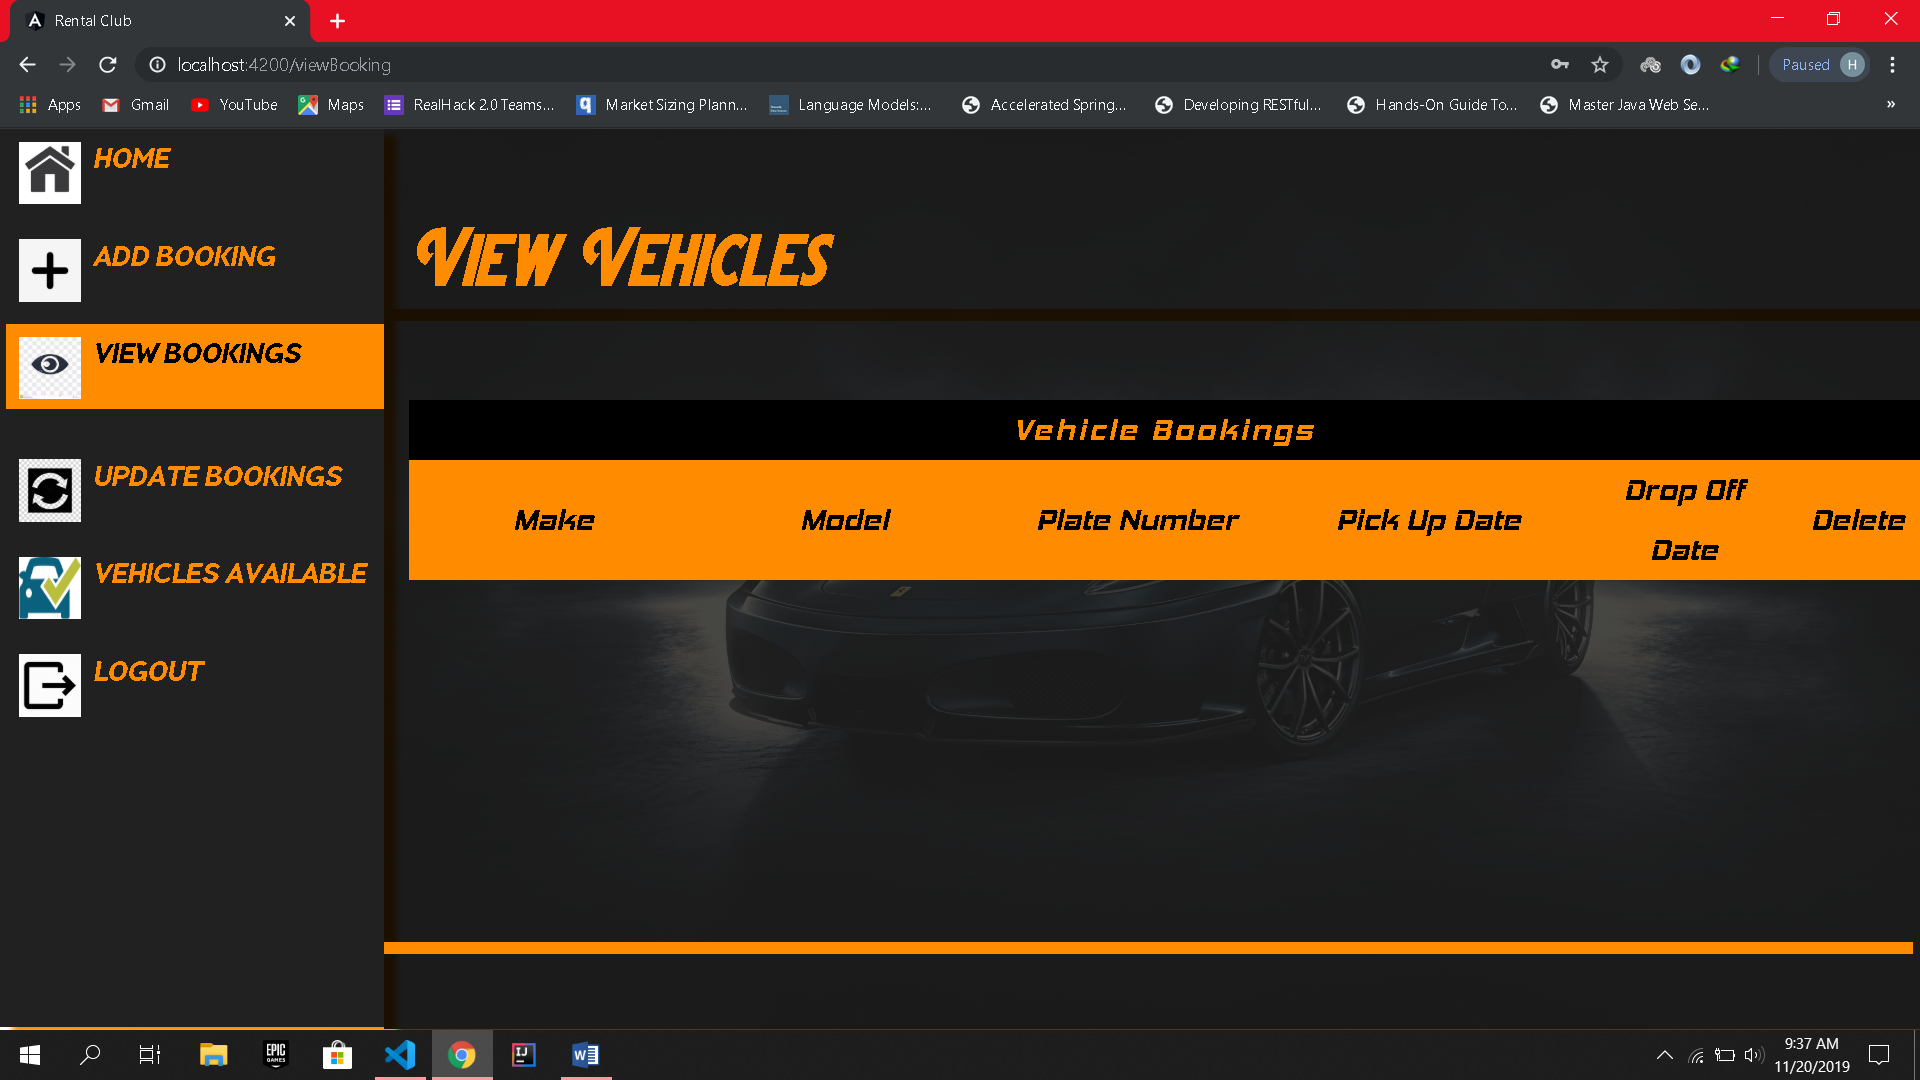 Rental Club
localhost:4200/viewBooking
Paused H
Apps Gmail YouTube Maps RealHack 2.0 Teams... Market Sizing Plann... Language Models:... Accelerated Spring... Developing RESTful... Hands-On Guide To... Master Java Web Se... »
HOME
ADD BOOKING
VIEW BOOKINGS
UPDATE BOOKINGS
VEHICLES AVAILABLE
LOGOUT
View Vehicles
Vehicle Bookings
Make Model Plate Number Pick Up Date Drop Off Date Delete
EPIC GAMES
IJ
W
9:37 AM
11/20/2019